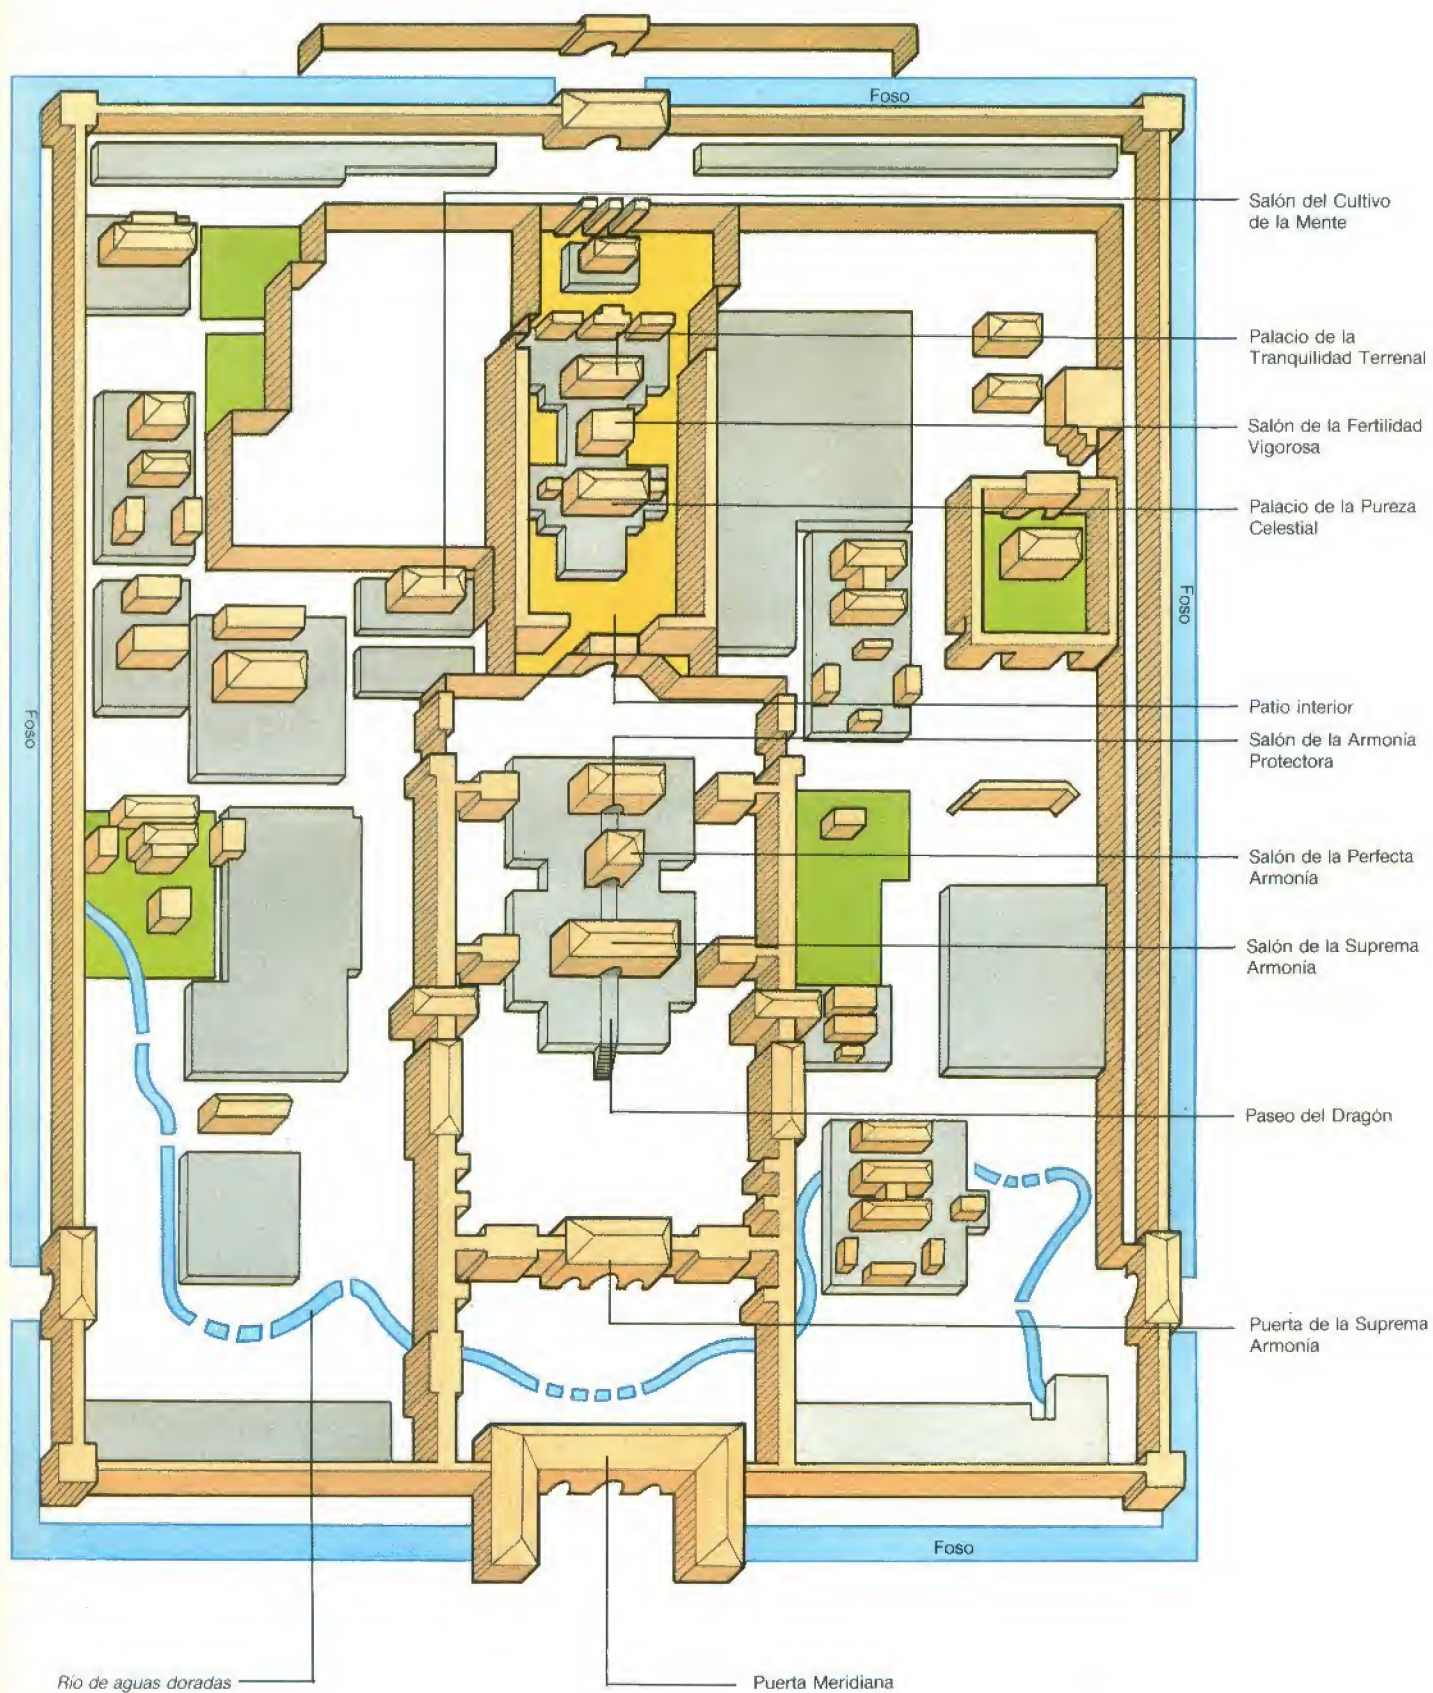 Foso
Salón del Cultivo
de la Mente
Palacio de la
Tranquilidad Terrenal
Salón de la Fertilidad
Vigorosa
Palacio de la Pureza
Celestial
Foso
Patio interior
Foso
Salón de la Armonía
Protectora
Salón de la Perfecta
Armonía
Salón de la Suprema
Armonía
Paseo del Dragón
Puerta de la Suprema
Armonía
Foso
Río de aguas doradas
Puerta Meridiana